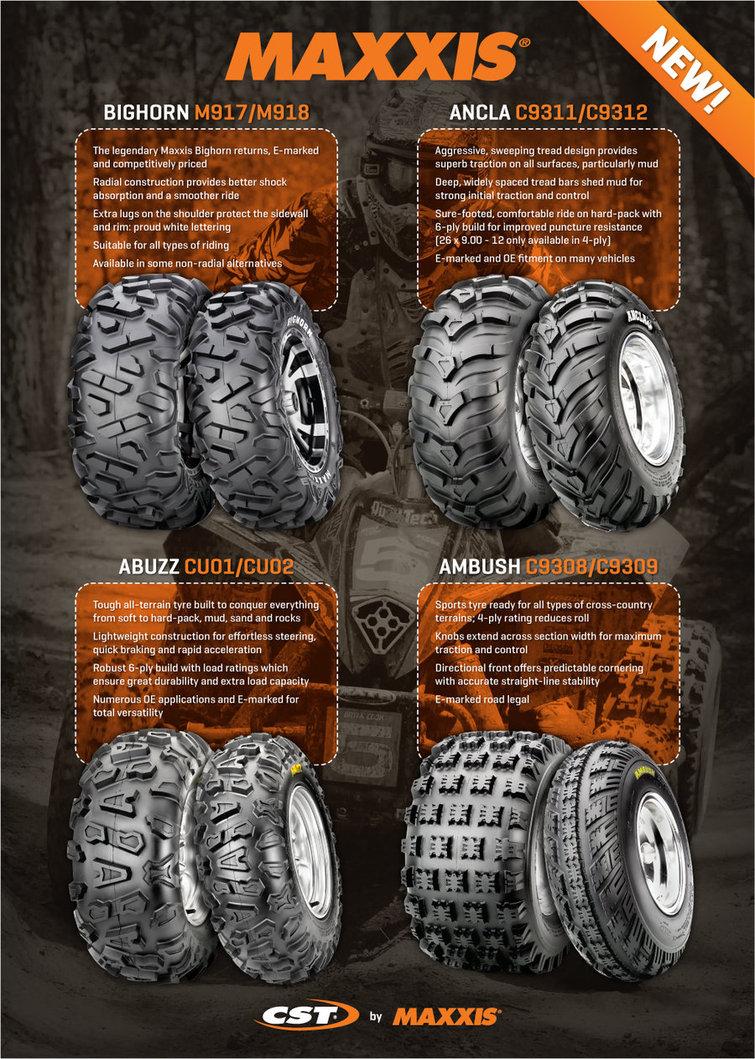 MAXXIS®
NEW!
BIGHORN M917/M918
The legendary Maxxis Bighorn returns, E-marked
and competitively priced
Radial construction provides better shock
absorption and a smoother ride
Extra lugs on the shoulder protect the sidewall
and rim: proud white lettering
Suitable for all types of riding
Available in some non-radial alternatives
ANCLA C9311/C9312
Aggressive, sweeping tread design provides
superb traction on all surfaces, particularly mud
Deep, widely spaced tread bars shed mud for
strong initial traction and control
Sure-footed, comfortable ride on hard-pack with
6-ply build for improved puncture resistance
(26 x 9.00 - 12 only available in 4-ply)
E-marked and OE fitment on many vehicles
BIGHORN
MAXX
ANCLA
ABUZZ CU01/CU02
Tough all-terrain tyre built to conquer everything
from soft to hard-pack, mud, sand and rocks
Lightweight construction for effortless steering,
quick braking and rapid acceleration
Robust 6-ply build with load ratings which
ensure great durability and extra load capacity
Numerous OE applications and E-marked for
total versatility
AMBUSH C9308/C9309
Sports tyre ready for all types of cross-country
terrains; 4-ply rating reduces roll
Knobs extend across section width for maximum
traction and control
Directional front offers predictable cornering
with accurate straight-line stability
E-marked road legal
AMBUSH
CST by MAXXIS®